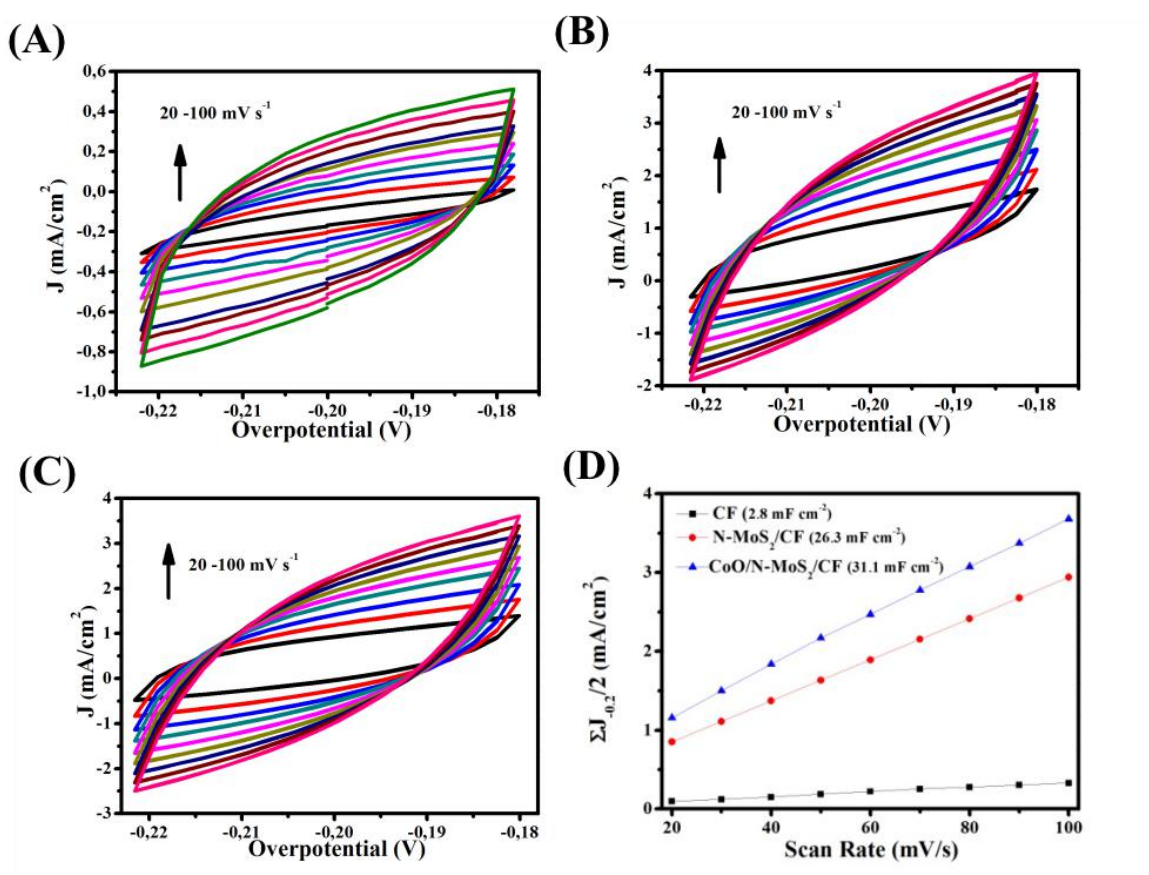 (A)
0,6
0,4
0,2
0,0
-0,2
-0,4
-0,6
-0,8
-1,0
J (mA/cm²)
20 -100 mV s⁻¹
-0,22 -0,21 -0,20 -0,19 -0,18
Overpotential (V)
(B)
4
3
2
1
0
-1
-2
J (mA/cm²)
20 -100 mV s⁻¹
-0,22 -0,21 -0,20 -0,19 -0,18
Overpotential (V)
(C)
4
3
2
1
0
-1
-2
-3
J (mA/cm²)
20 -100 mV s⁻¹
-0,22 -0,21 -0,20 -0,19 -0,18
Overpotential (V)
(D)
4
3
2
1
0
ΣJ₋₀.₂/2 (mA/cm²)
CF (2.8 mF cm⁻²)
N-MoS₂/CF (26.3 mF cm⁻²)
CoO/N-MoS₂/CF (31.1 mF cm⁻²)
20 40 60 80 100
Scan Rate (mV/s)